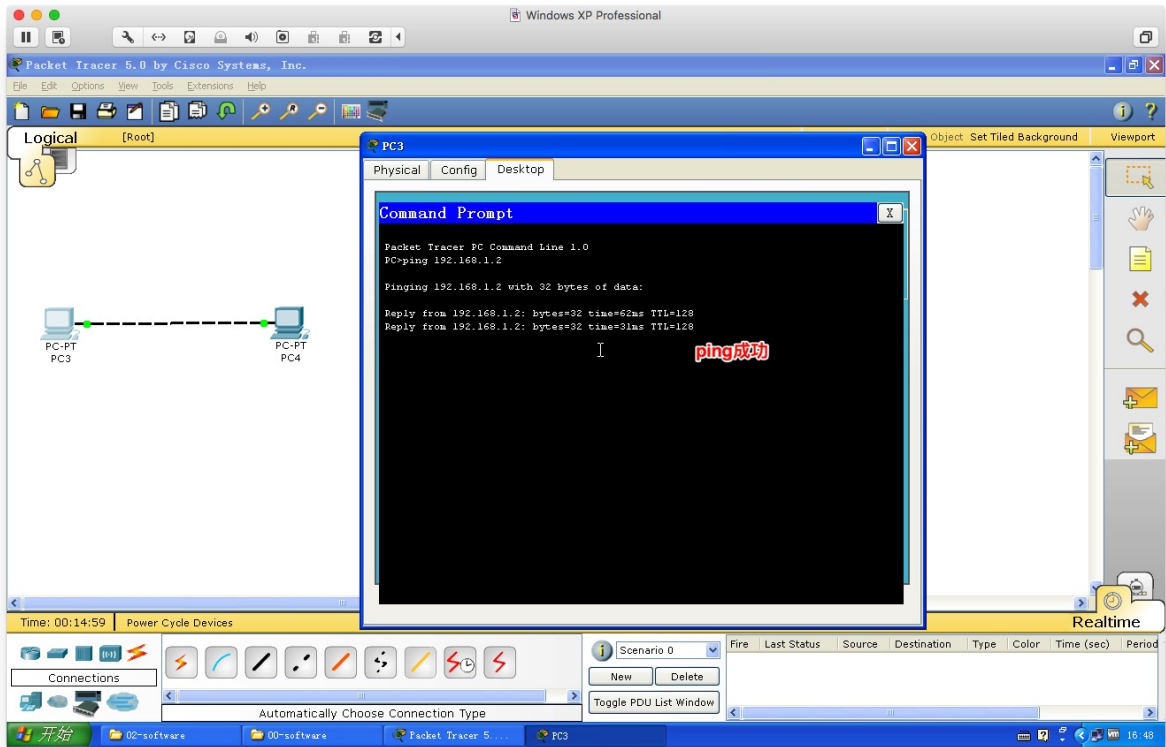 Windows XP Professional
Packet Tracer 5.0 by Cisco Systems, Inc.
File Edit Options View Tools Extensions Help
Logical [Root] Object Set Tiled Background Viewport
PC3
Physical Config Desktop
Command Prompt X
Packet Tracer PC Command Line 1.0
PC>ping 192.168.1.2
Pinging 192.168.1.2 with 32 bytes of data:
Reply from 192.168.1.2: bytes=32 time=62ms TTL=128
Reply from 192.168.1.2: bytes=32 time=31ms TTL=128
ping成功
PC-PT
PC3
PC-PT
PC4
Time: 00:14:59 Power Cycle Devices Realtime
Connections
Automatically Choose Connection Type
Scenario 0
New Delete
Toggle PDU List Window
Fire Last Status Source Destination Type Color Time (sec) Period
开始 02-software 00-software Packet Tracer 5.... PC3 16:48